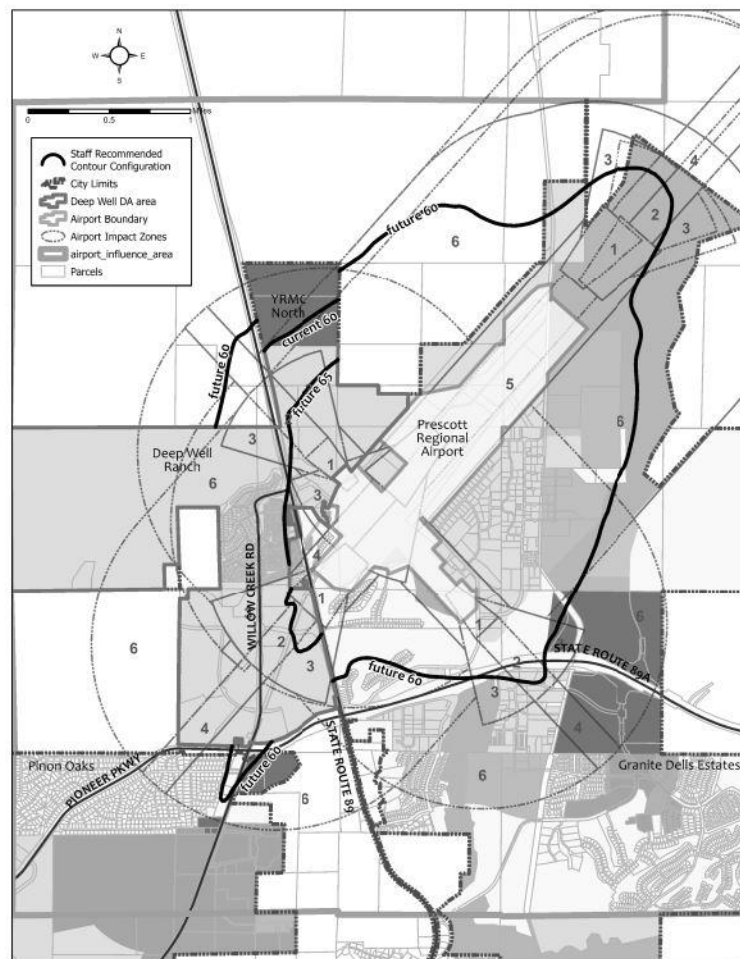 N
W E
S
0 0.5 1 Miles
Staff Recommended
Contour Configuration
City Limits
Deep Well DA area
Airport Boundary
Airport Impact Zones
airport_influence_area
Parcels
3
4
2
3
1
future 60
6
YRMC
North
current 60
future 60
future 65
5
Prescott
Regional
Airport
6
3
Deep Well
Ranch
1
6
3
4
WILLOW CREEK RD
1
1
6
2
6
3
future 60
2
3
STATE ROUTE 89A
4
4
STATE ROUTE 89
future 60
Pinon Oaks
PIONEER PKWY
6
6
Granite Dells Estates